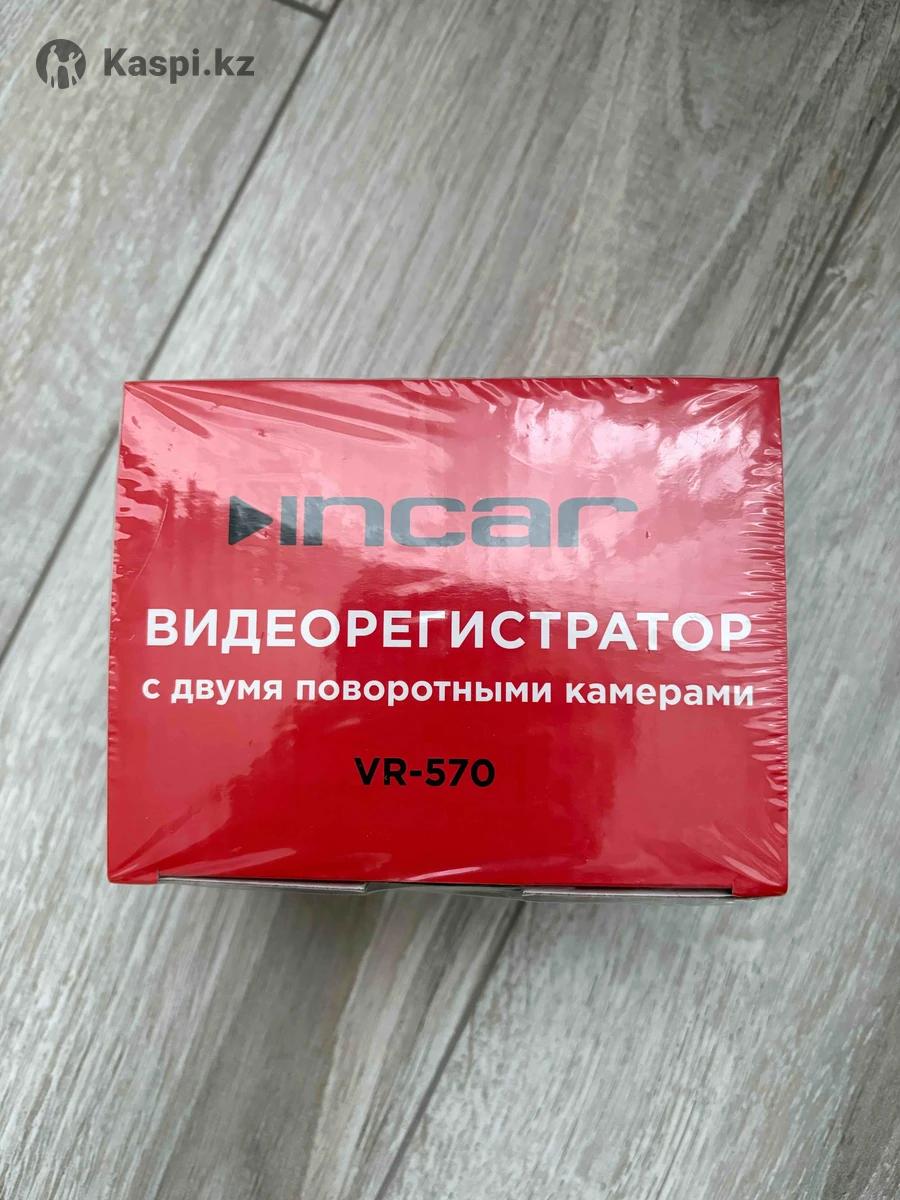 Kaspi.kz
incar
ВИДЕОРЕГИСТРАТОР
с двумя поворотными камерами
VR-570